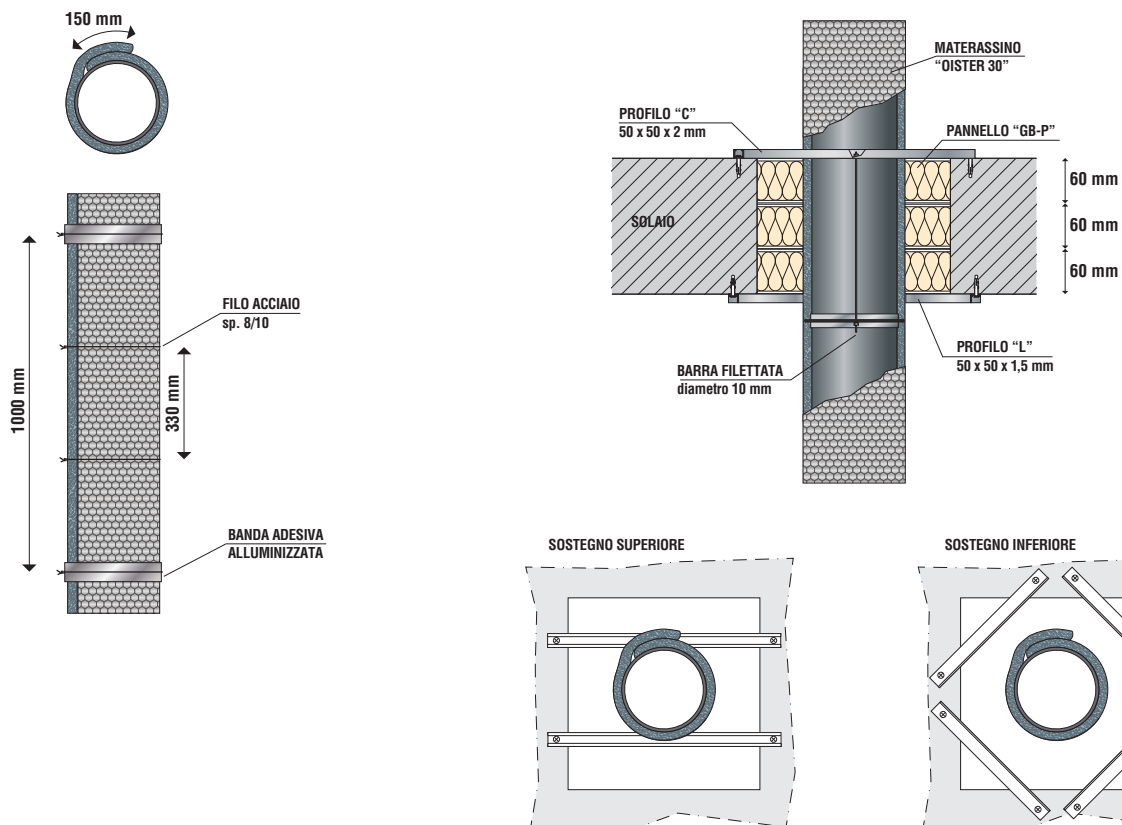 150 mm
1000 mm
330 mm
FILO ACCIAIO
sp. 8/10
BANDA ADESIVA
ALLUMINIZZATA
MATERASSINO
“OISTER 30”
PROFILO “C”
50 x 50 x 2 mm
PANNELLO “GB-P”
60 mm
60 mm
60 mm
SOLAIO
PROFILO “L”
50 x 50 x 1,5 mm
BARRA FILETTATA
diametro 10 mm
SOSTEGNO SUPERIORE
SOSTEGNO INFERIORE